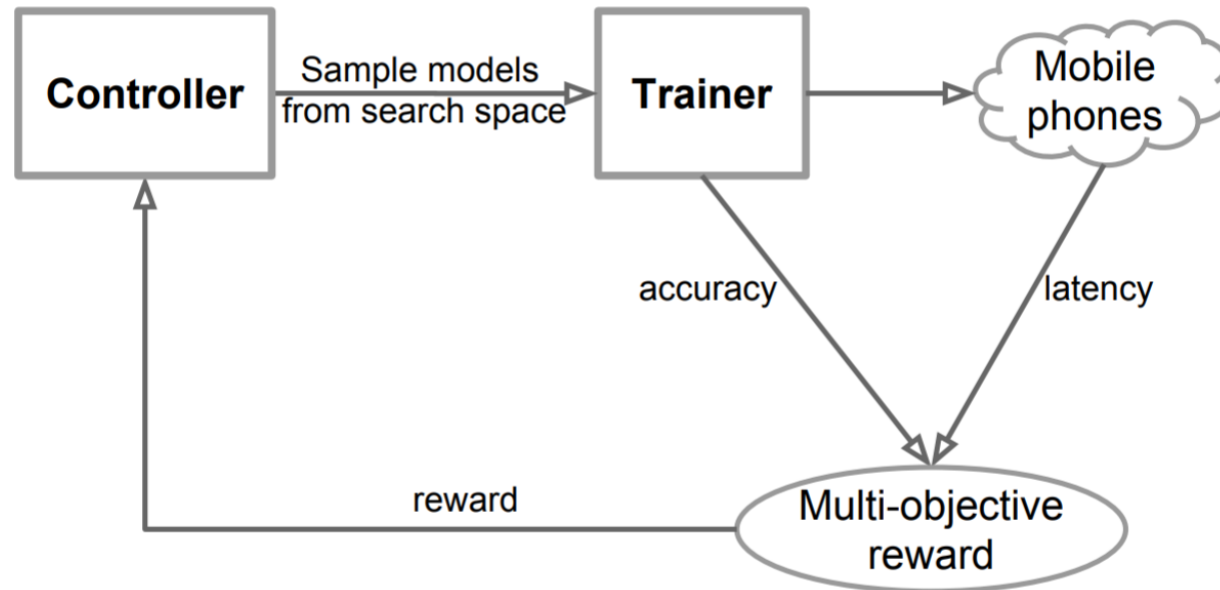 Controller
Sample models
from search space
Trainer
Mobile
phones
accuracy
latency
reward
Multi-objective
reward